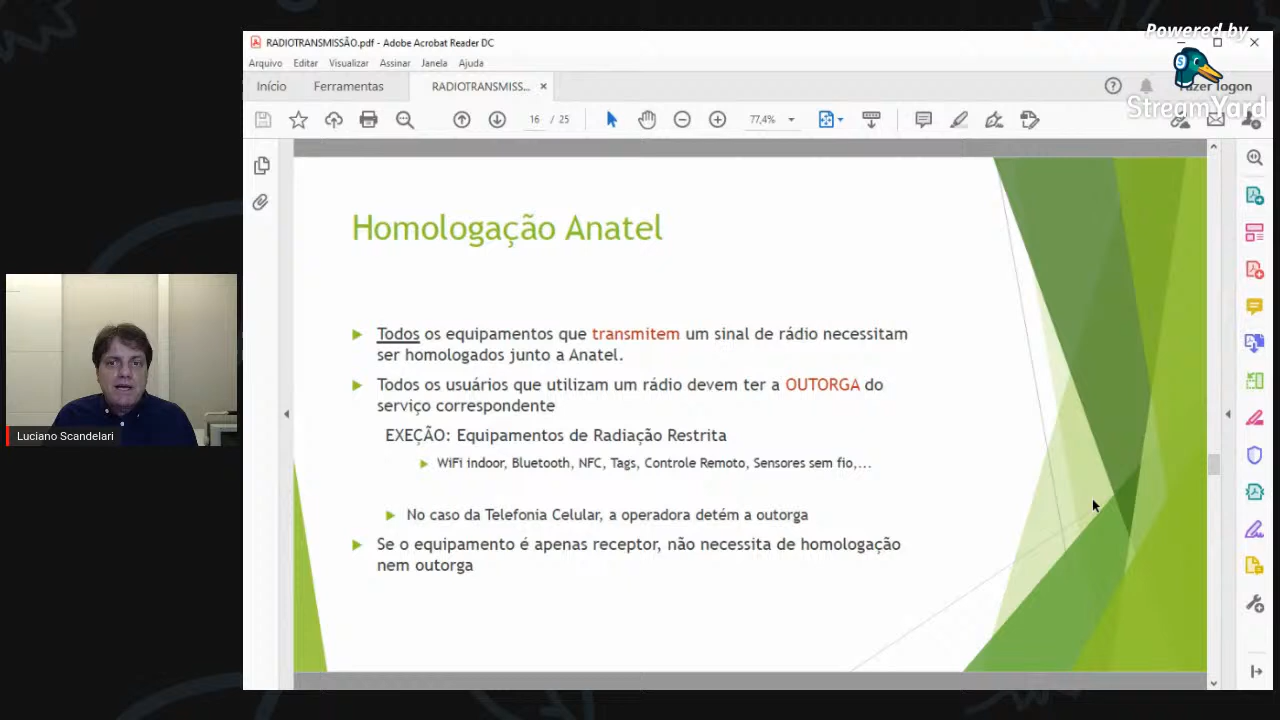 Powered by
StreamYard
RADIOTRANSMISSÃO.pdf - Adobe Acrobat Reader DC
Arquivo Editar Visualizar Assinar Janela Ajuda
Início Ferramentas RADIOTRANSMISS... × Fazer logon
16 / 25 77,4%
Homologação Anatel
Todos os equipamentos que transmitem um sinal de rádio necessitam
ser homologados junto a Anatel.
Todos os usuários que utilizam um rádio devem ter a OUTORGA do
serviço correspondente
EXEÇÃO: Equipamentos de Radiação Restrita
WiFi indoor, Bluetooth, NFC, Tags, Controle Remoto, Sensores sem fio,...
No caso da Telefonia Celular, a operadora detém a outorga
Se o equipamento é apenas receptor, não necessita de homologação
nem outorga
Luciano Scandelari